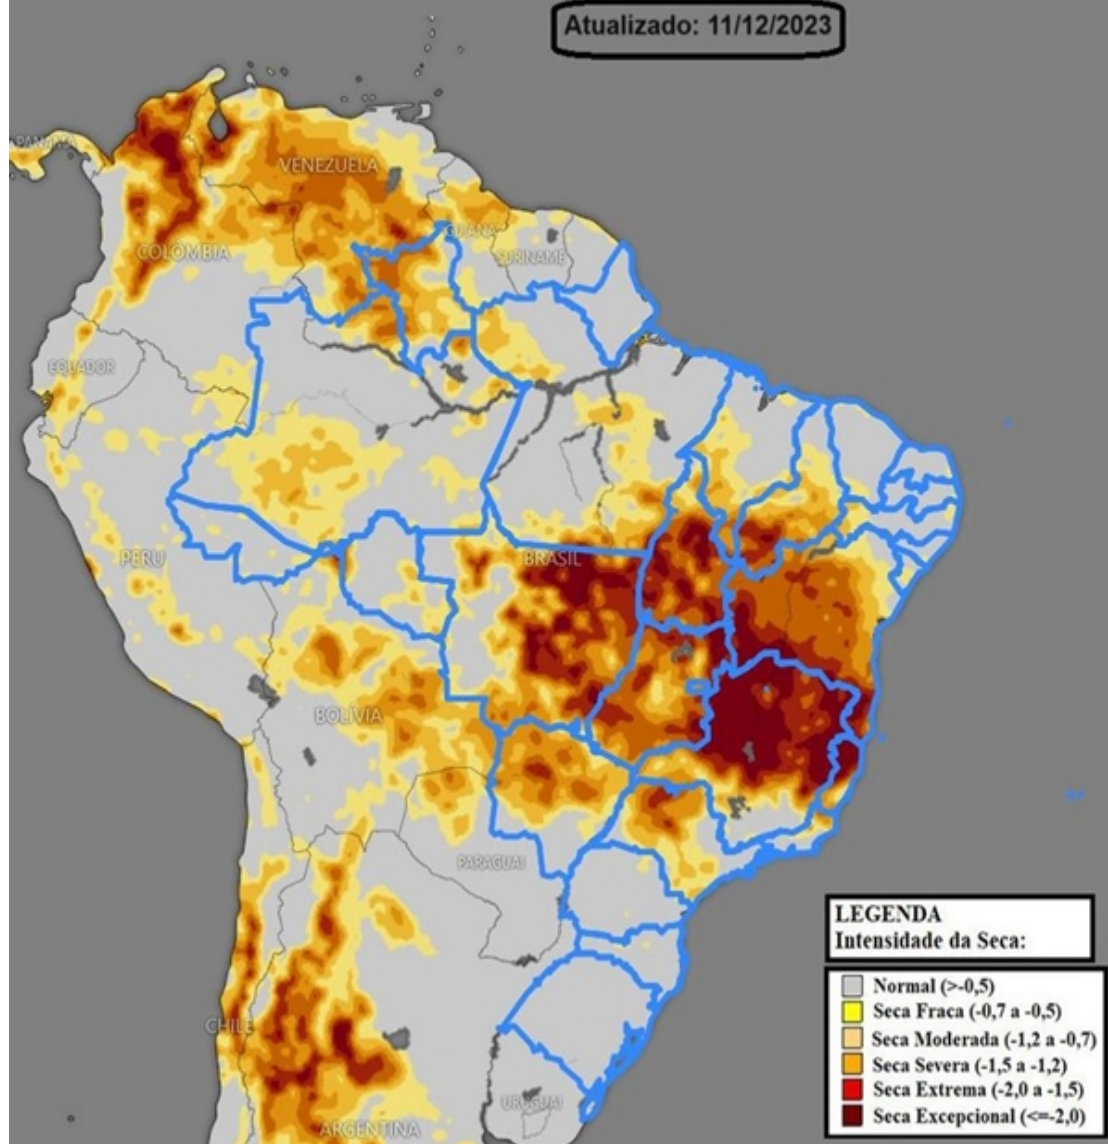 Atualizado: 11/12/2023
PANAMÁ
VENEZUELA
GUIANA
COLÔMBIA
SURINAME
EQUADOR
PERU
BRASIL
BOLÍVIA
PARAGUAI
CHILE
URUGUAI
ARGENTINA
LEGENDA
Intensidade da Seca:
Normal (>-0,5)
Seca Fraca (-0,7 a -0,5)
Seca Moderada (-1,2 a -0,7)
Seca Severa (-1,5 a -1,2)
Seca Extrema (-2,0 a -1,5)
Seca Excepcional (<=-2,0)